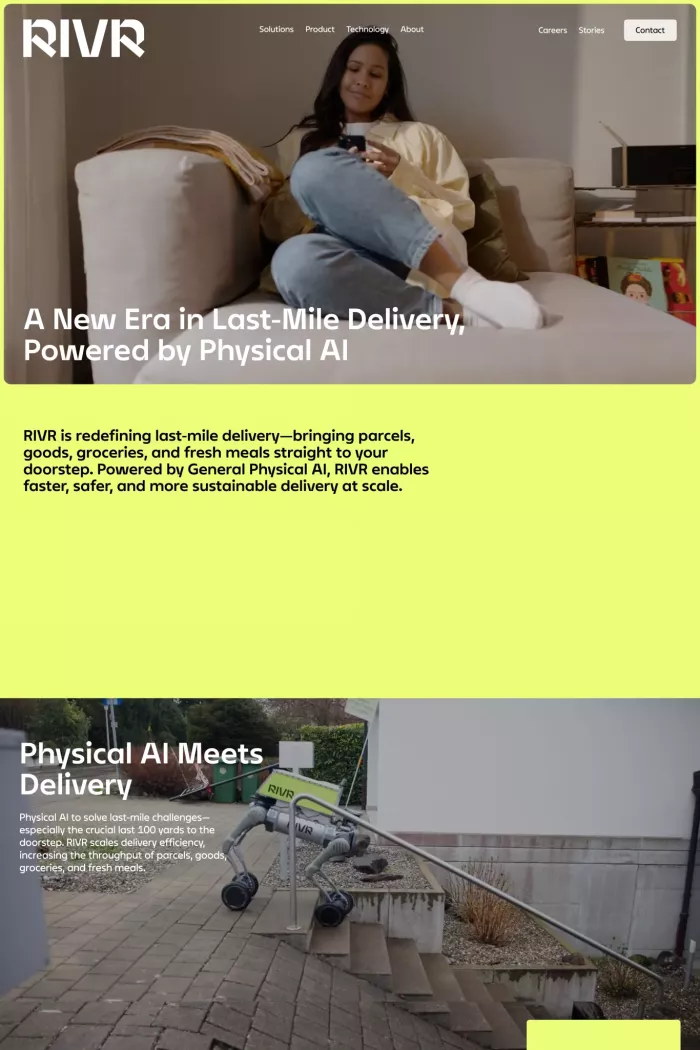 RIVR
Solutions
Product
Technology
About
Careers
Stories
Contact
A New Era in Last-Mile Delivery,
Powered by Physical AI
RIVR is redefining last-mile delivery—bringing parcels,
goods, groceries, and fresh meals straight to your
doorstep. Powered by General Physical AI, RIVR enables
faster, safer, and more sustainable delivery at scale.
Physical AI Meets
Delivery
Physical AI to solve last-mile challenges—
especially the crucial last 100 yards to the
doorstep. RIVR scales delivery efficiency,
increasing the throughput of parcels, goods,
groceries, and fresh meals.
RIVR
RIVR